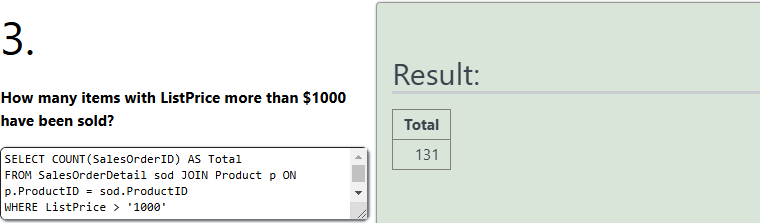 3.
How many items with ListPrice more than $1000
have been sold?
SELECT COUNT(SalesOrderID) AS Total
FROM SalesOrderDetail sod JOIN Product p ON
p.ProductID = sod.ProductID
WHERE ListPrice > '1000'
Result:
Total
131